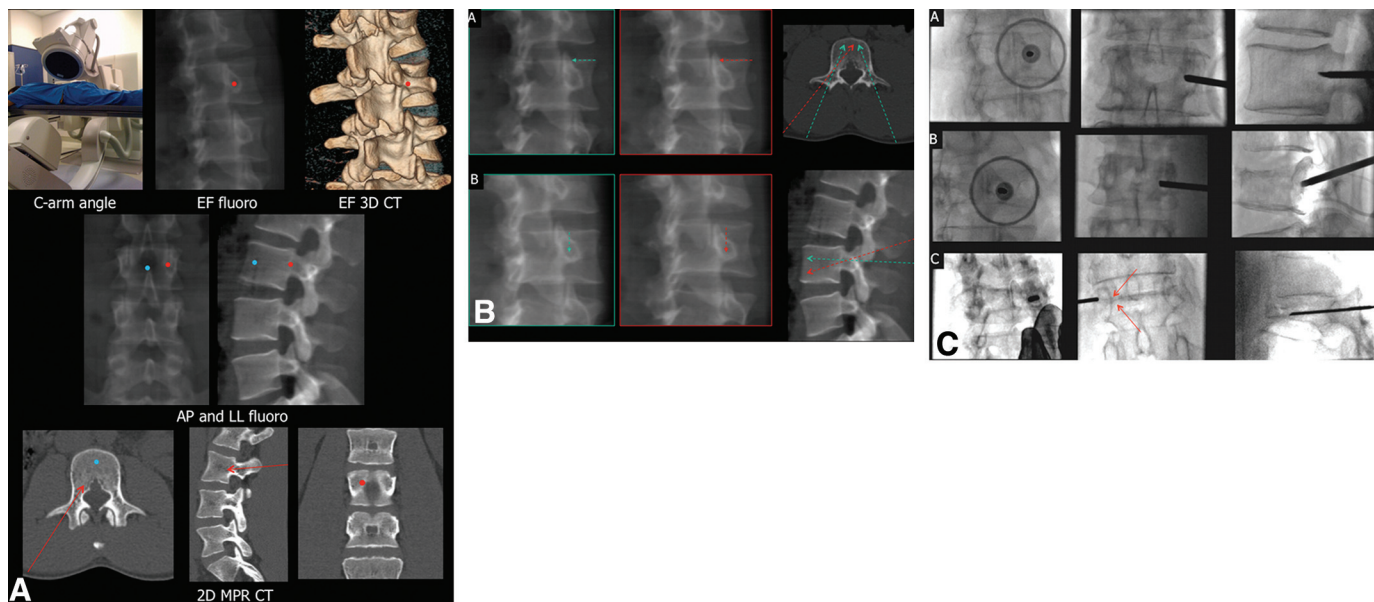 C-arm angle
EF fluoro
EF 3D CT
AP and LL fluoro
2D MPR CT
A
A
B
B
A
B
C
C